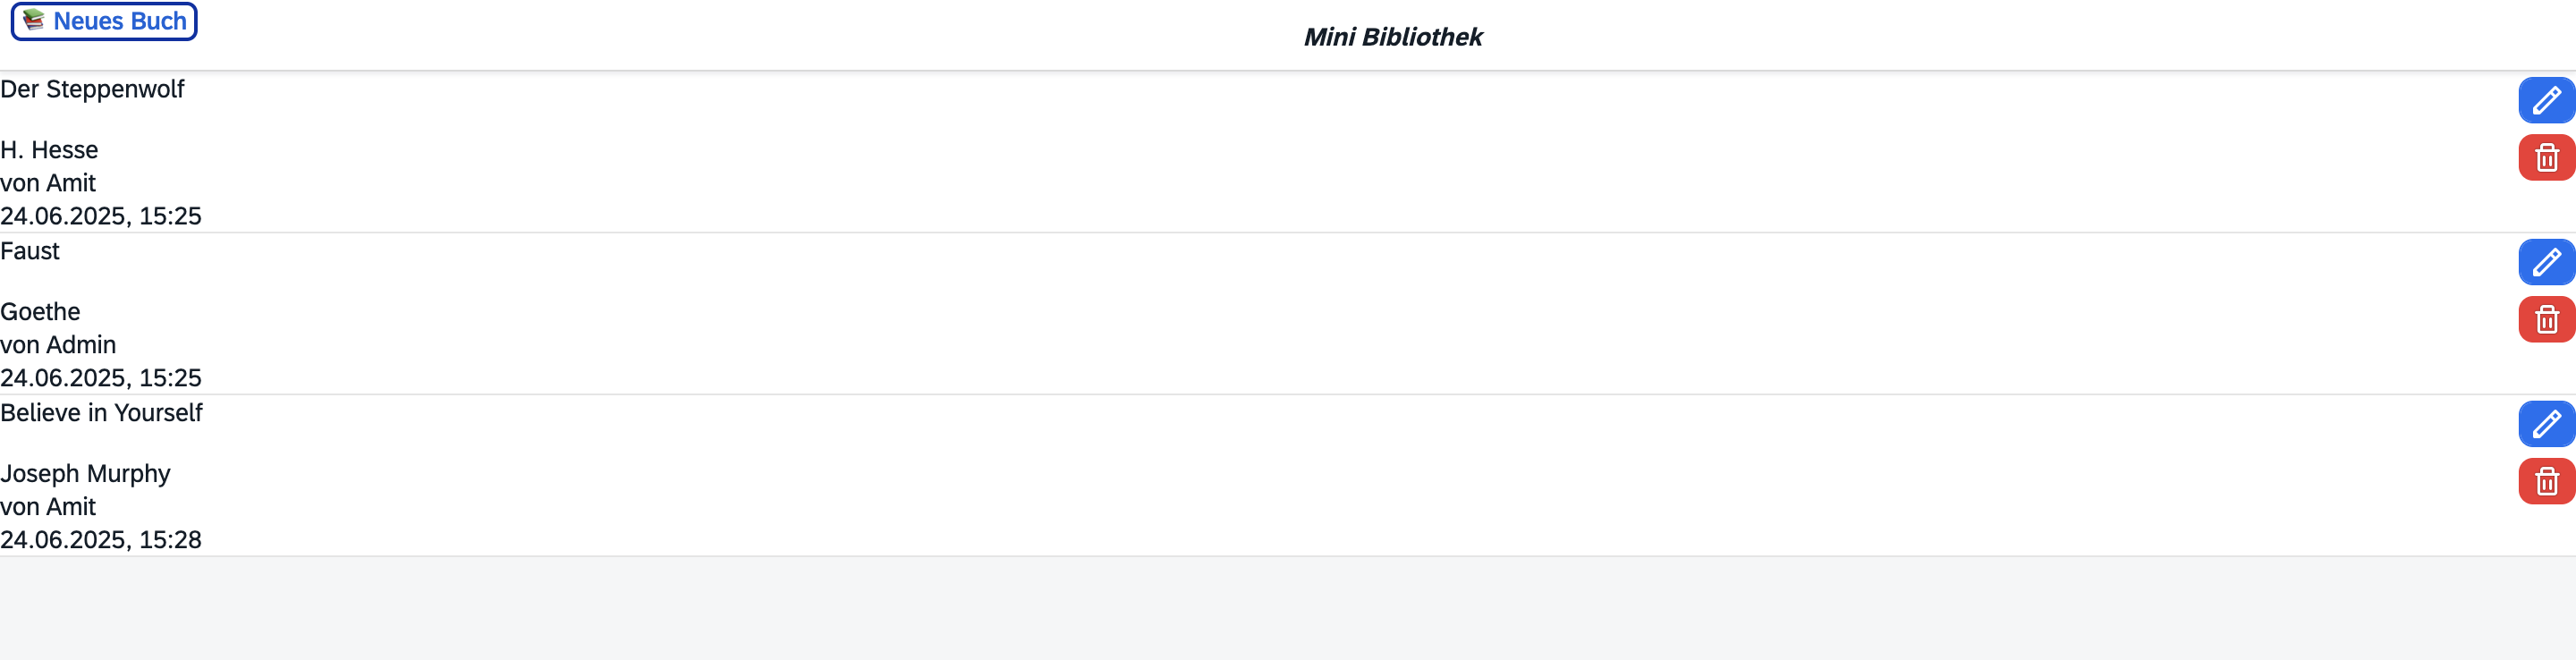 Neues Buch
Mini Bibliothek
Der Steppenwolf
H. Hesse
von Amit
24.06.2025, 15:25
Faust
Goethe
von Admin
24.06.2025, 15:25
Believe in Yourself
Joseph Murphy
von Amit
24.06.2025, 15:28